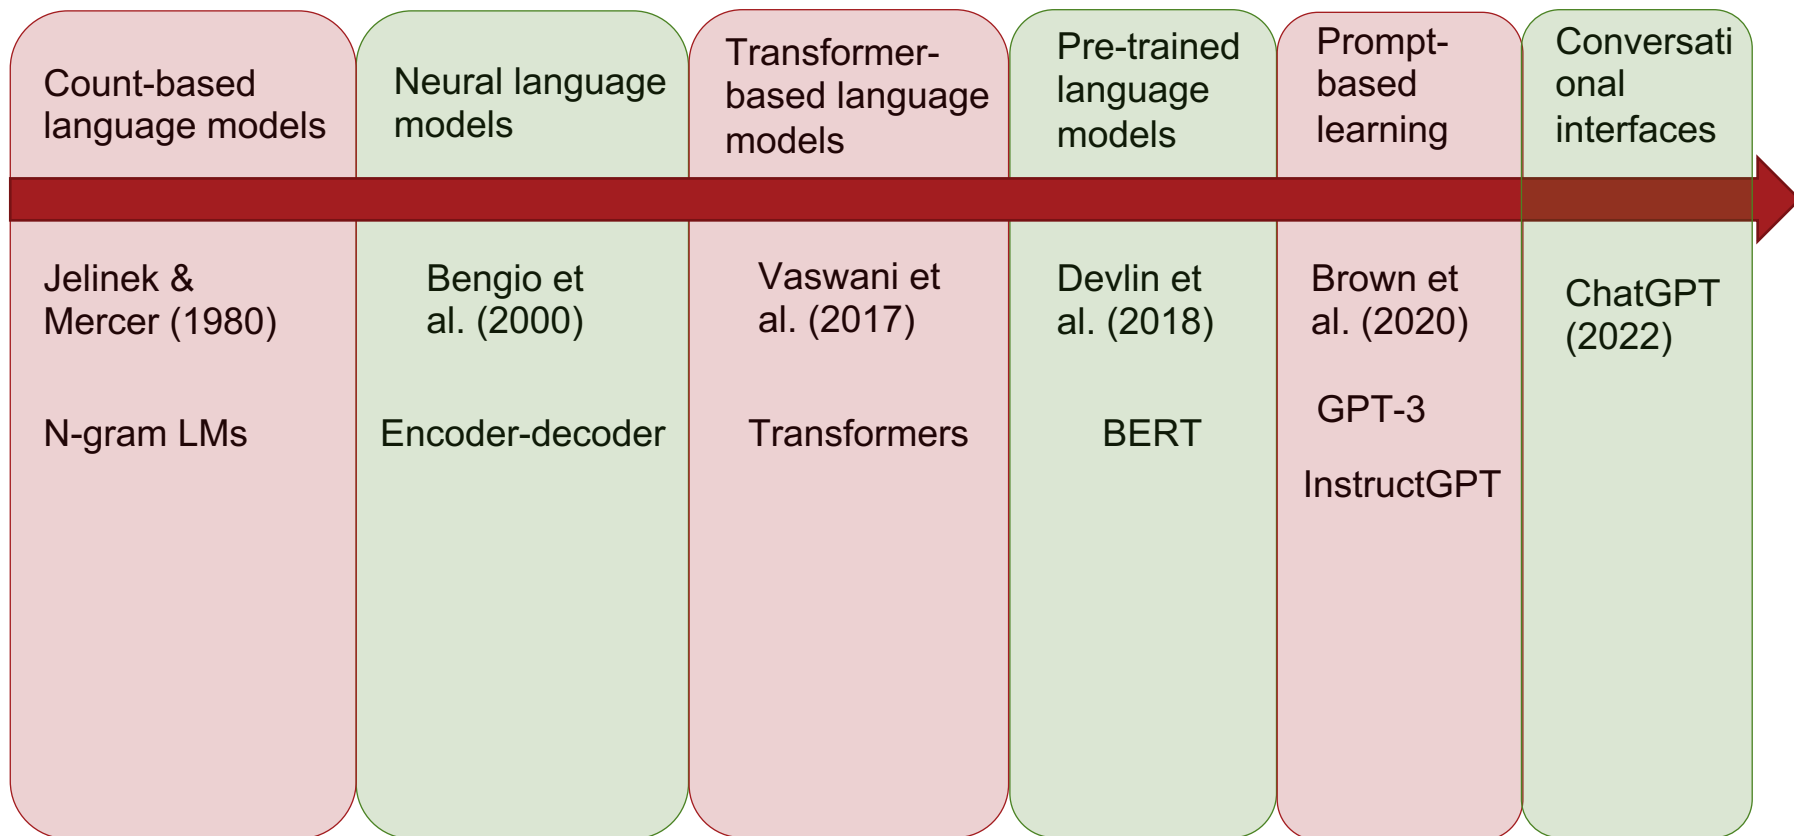 Count-based
language models
Neural language
models
Transformer-
based language
models
Pre-trained
language
models
Prompt-
based
learning
Conversati
onal
interfaces
Jelinek &
Mercer (1980)
Bengio et
al. (2000)
Vaswani et
al. (2017)
Devlin et
al. (2018)
Brown et
al. (2020)
ChatGPT
(2022)
N-gram LMs
Encoder-decoder
Transformers
BERT
GPT-3
InstructGPT